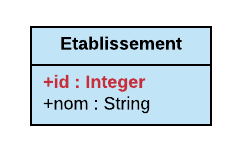 Etablissement
+id : Integer
+nom : String